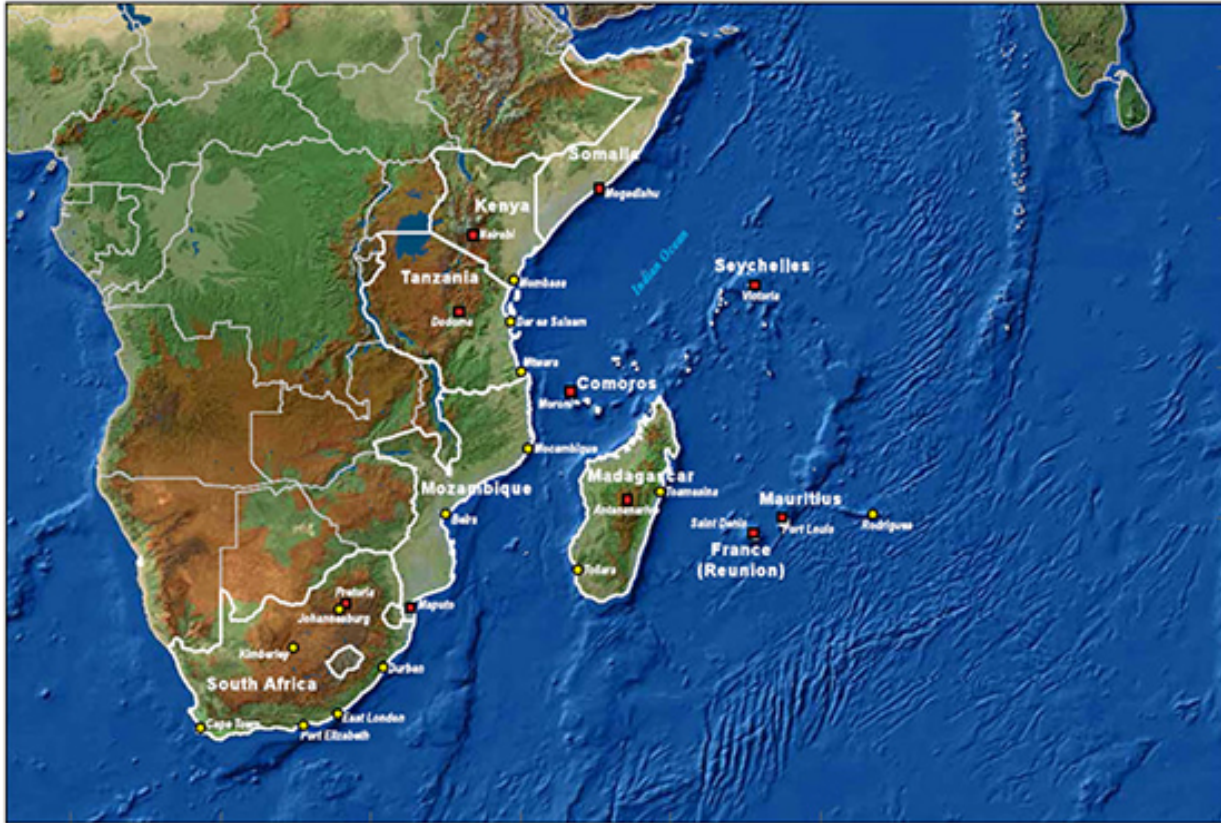 Somalia
Mogadishu
Kenya
Nairobi
Indian Ocean
Seychelles
Victoria
Tanzania
Mombasa
Dodoma
Dar es Salaam
Mtwara
Comoros
Moroni
Mocambique
Madagascar
Mozambique
Toamasina
Antananarivo
Mauritius
Beira
Saint Denis
Port Louis
Rodrigues
France
(Reunion)
Toliara
Pretoria
Johannesburg
Maputo
Kimberley
Durban
South Africa
East London
Cape Town
Port Elizabeth